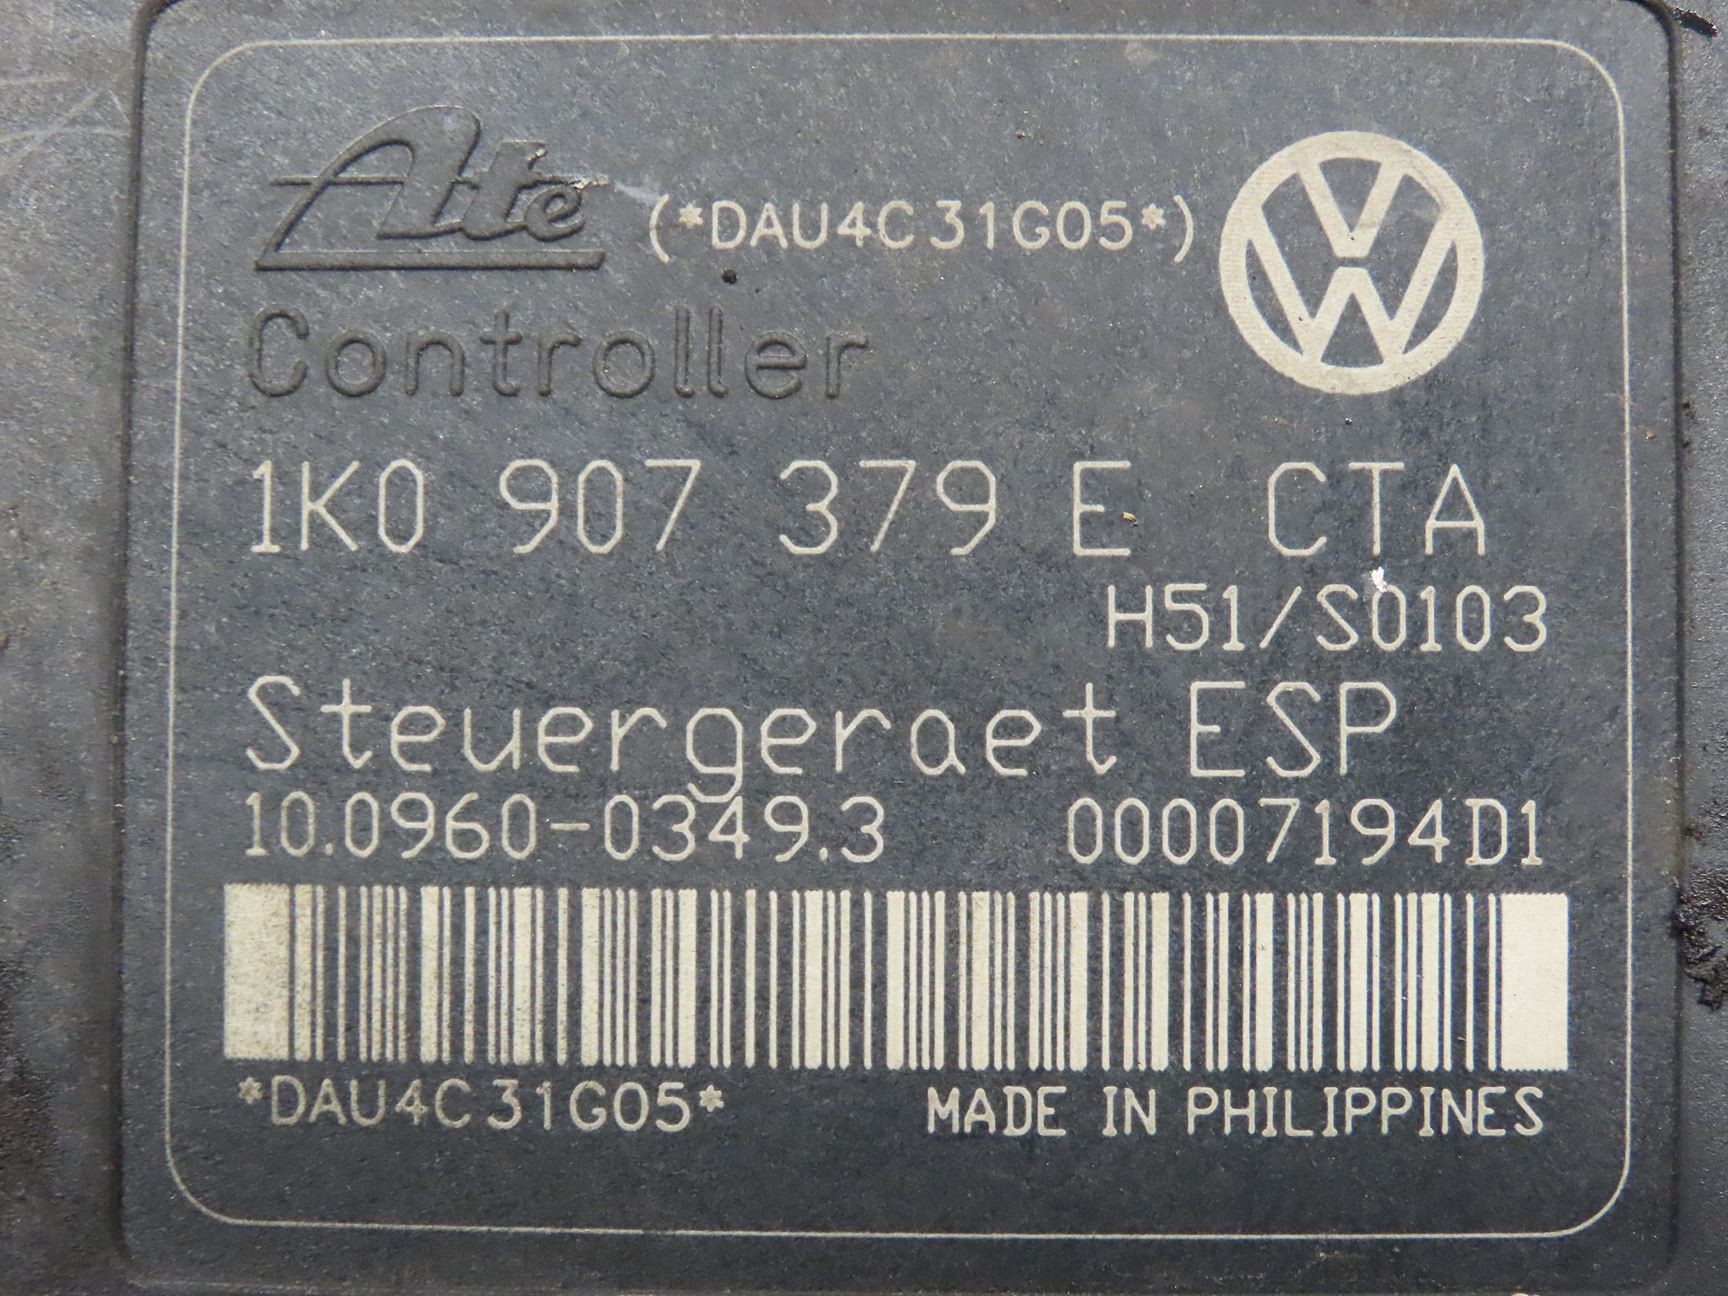 Ate (*DAU4C31G05*) VW
Controller
1K0 907 379 E CTA
H51/S0103
Steuergeraet ESP
10.0960-0349.3 00007194D1
*DAU4C31G05* MADE IN PHILIPPINES